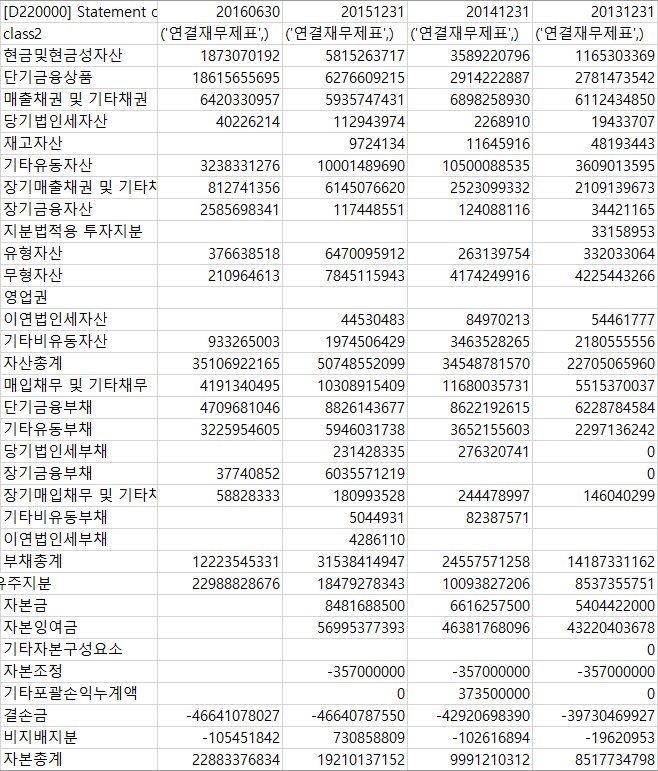 [D220000] Statement c 20160630 20151231 20141231 20131231
class2 ('연결재무제표',) ('연결재무제표',) ('연결재무제표',) ('연결재무제표',)
현금및현금성자산 1873070192 5815263717 3589220796 1165303369
단기금융상품 18615655695 6276609215 2914222887 2781473542
매출채권 및 기타채권 6420330957 5935747431 6898258930 6112434850
당기법인세자산 40226214 112943974 2268910 19433707
재고자산 9724134 11645916 48193443
기타유동자산 3238331276 10001489690 10500088535 3609013595
장기매출채권 및 기타차 812741356 6145076620 2523099332 2109139673
장기금융자산 2585698341 117448551 124088116 34421165
지분법적용 투자지분 33158953
유형자산 376638518 6470095912 263139754 332033064
무형자산 210964613 7845115943 4174249916 4225443266
영업권
이연법인세자산 44530483 84970213 54461777
기타비유동자산 933265003 1974506429 3463528265 2180555556
자산총계 35106922165 50748552099 34548781570 22705065960
매입채무 및 기타채무 4191340495 10308915409 11680035731 5515370037
단기금융부채 4709681046 8826143677 8622192615 6228784584
기타유동부채 3225954605 5946031738 3652155603 2297136242
당기법인세부채 231428335 276320741 0
장기금융부채 37740852 6035571219 0
장기매입채무 및 기타차 58828333 180993528 244478997 146040299
기타비유동부채 5044931 82387571
이연법인세부채 4286110
부채총계 12223545331 31538414947 24557571258 14187331162
유주지분 22988828676 18479278343 10093827206 8537355751
자본금 8481688500 6616257500 5404422000
자본잉여금 56995377393 46381768096 43220403678
기타자본구성요소 0
자본조정 -357000000 -357000000 -357000000
기타포괄손익누계액 0 373500000 0
결손금 -46641078027 -46640787550 -42920698390 -39730469927
비지배지분 -105451842 730858809 -102616894 -19620953
자본총계 22883376834 19210137152 9991210312 8517734798